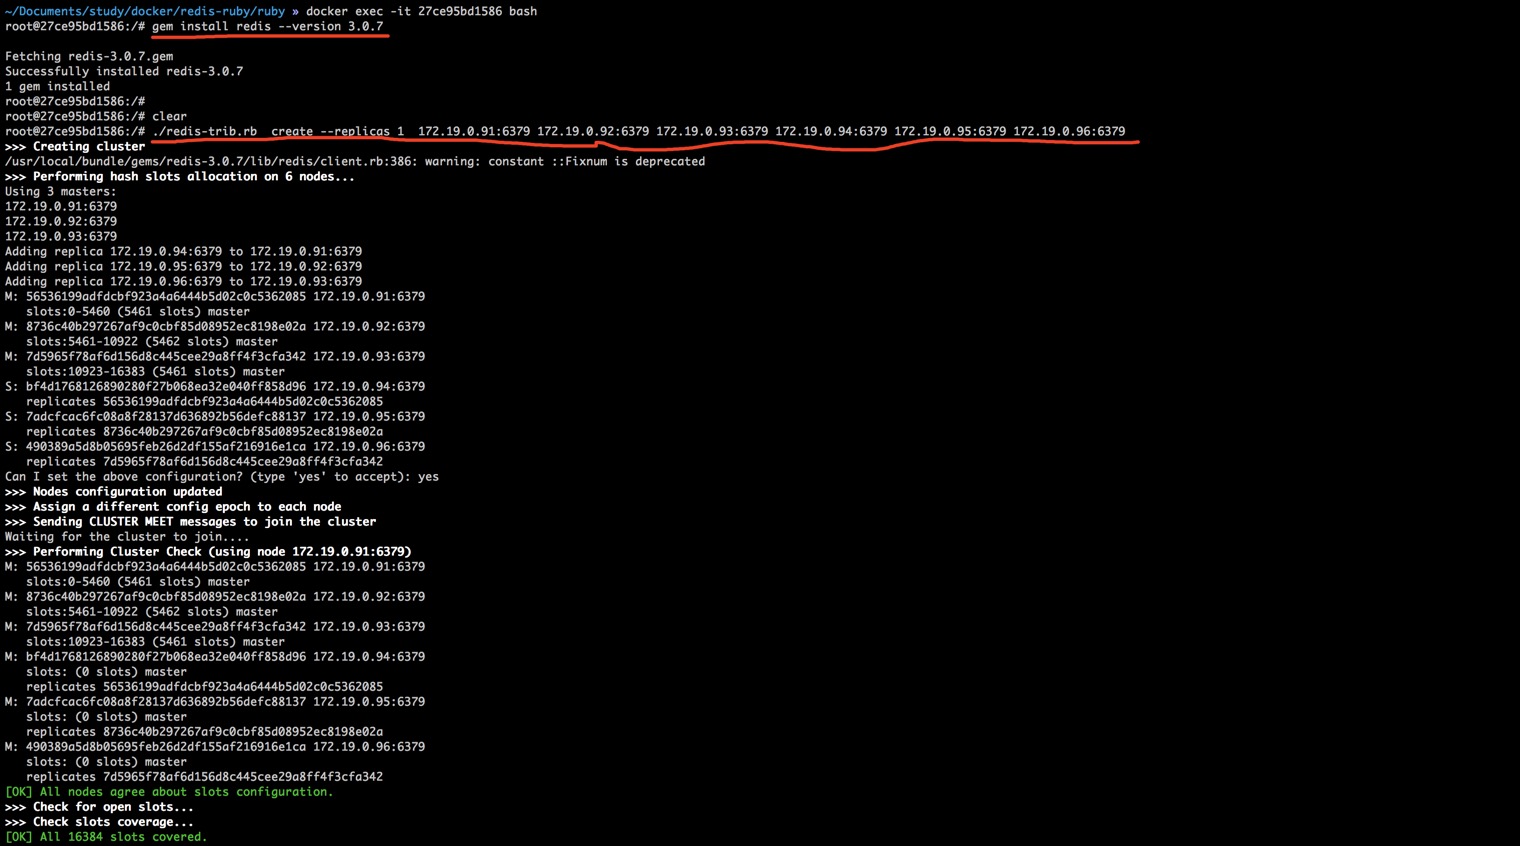 ~/Documents/study/docker/redis-ruby/ruby » docker exec -it 27ce95bd1586 bash
root@27ce95bd1586:/# gem install redis --version 3.0.7
Fetching redis-3.0.7.gem
Successfully installed redis-3.0.7
1 gem installed
root@27ce95bd1586:/#
root@27ce95bd1586:/# clear
root@27ce95bd1586:/# ./redis-trib.rb  create --replicas 1  172.19.0.91:6379 172.19.0.92:6379 172.19.0.93:6379 172.19.0.94:6379 172.19.0.95:6379 172.19.0.96:6379
>>> Creating cluster
/usr/local/bundle/gems/redis-3.0.7/lib/redis/client.rb:386: warning: constant ::Fixnum is deprecated
>>> Performing hash slots allocation on 6 nodes...
Using 3 masters:
172.19.0.91:6379
172.19.0.92:6379
172.19.0.93:6379
Adding replica 172.19.0.94:6379 to 172.19.0.91:6379
Adding replica 172.19.0.95:6379 to 172.19.0.92:6379
Adding replica 172.19.0.96:6379 to 172.19.0.93:6379
M: 56536199adfdcbf923a4a6444b5d02c0c5362085 172.19.0.91:6379
   slots:0-5460 (5461 slots) master
M: 8736c40b297267af9c0cbf85d08952ec8198e02a 172.19.0.92:6379
   slots:5461-10922 (5462 slots) master
M: 7d5965f78af6d156d8c445cee29a8ff4f3cfa342 172.19.0.93:6379
   slots:10923-16383 (5461 slots) master
S: bf4d1768126890280f27b068ea32e040ff858d96 172.19.0.94:6379
   replicates 56536199adfdcbf923a4a6444b5d02c0c5362085
S: 7adcfcac6fc08a8f28137d636892b56defc88137 172.19.0.95:6379
   replicates 8736c40b297267af9c0cbf85d08952ec8198e02a
S: 490389a5d8b05695feb26d2df155af216916e1ca 172.19.0.96:6379
   replicates 7d5965f78af6d156d8c445cee29a8ff4f3cfa342
Can I set the above configuration? (type 'yes' to accept): yes
>>> Nodes configuration updated
>>> Assign a different config epoch to each node
>>> Sending CLUSTER MEET messages to join the cluster
Waiting for the cluster to join....
>>> Performing Cluster Check (using node 172.19.0.91:6379)
M: 56536199adfdcbf923a4a6444b5d02c0c5362085 172.19.0.91:6379
   slots:0-5460 (5461 slots) master
M: 8736c40b297267af9c0cbf85d08952ec8198e02a 172.19.0.92:6379
   slots:5461-10922 (5462 slots) master
M: 7d5965f78af6d156d8c445cee29a8ff4f3cfa342 172.19.0.93:6379
   slots:10923-16383 (5461 slots) master
M: bf4d1768126890280f27b068ea32e040ff858d96 172.19.0.94:6379
   slots: (0 slots) master
   replicates 56536199adfdcbf923a4a6444b5d02c0c5362085
M: 7adcfcac6fc08a8f28137d636892b56defc88137 172.19.0.95:6379
   slots: (0 slots) master
   replicates 8736c40b297267af9c0cbf85d08952ec8198e02a
M: 490389a5d8b05695feb26d2df155af216916e1ca 172.19.0.96:6379
   slots: (0 slots) master
   replicates 7d5965f78af6d156d8c445cee29a8ff4f3cfa342
[OK] All nodes agree about slots configuration.
>>> Check for open slots...
>>> Check slots coverage...
[OK] All 16384 slots covered.